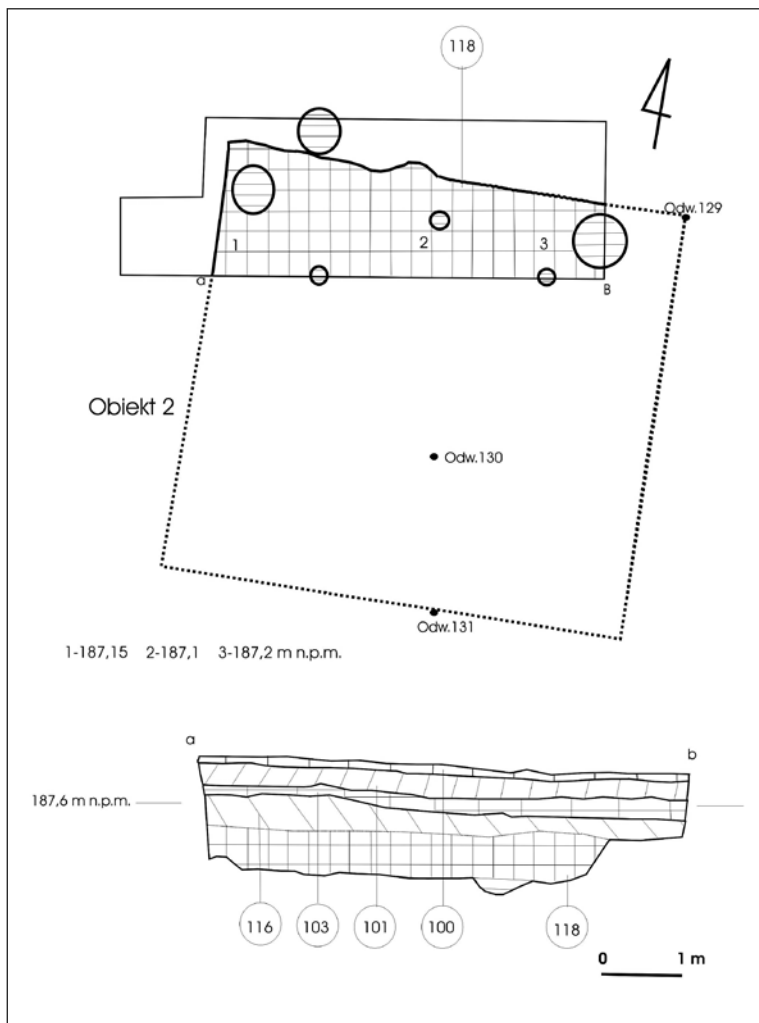 118
Odw.129
1 2 3
a B
Obiekt 2
Odw.130
Odw.131
1-187,15 2-187,1 3-187,2 m n.p.m.
a b
187,6 m n.p.m.
116 103 101 100 118
0 1 m